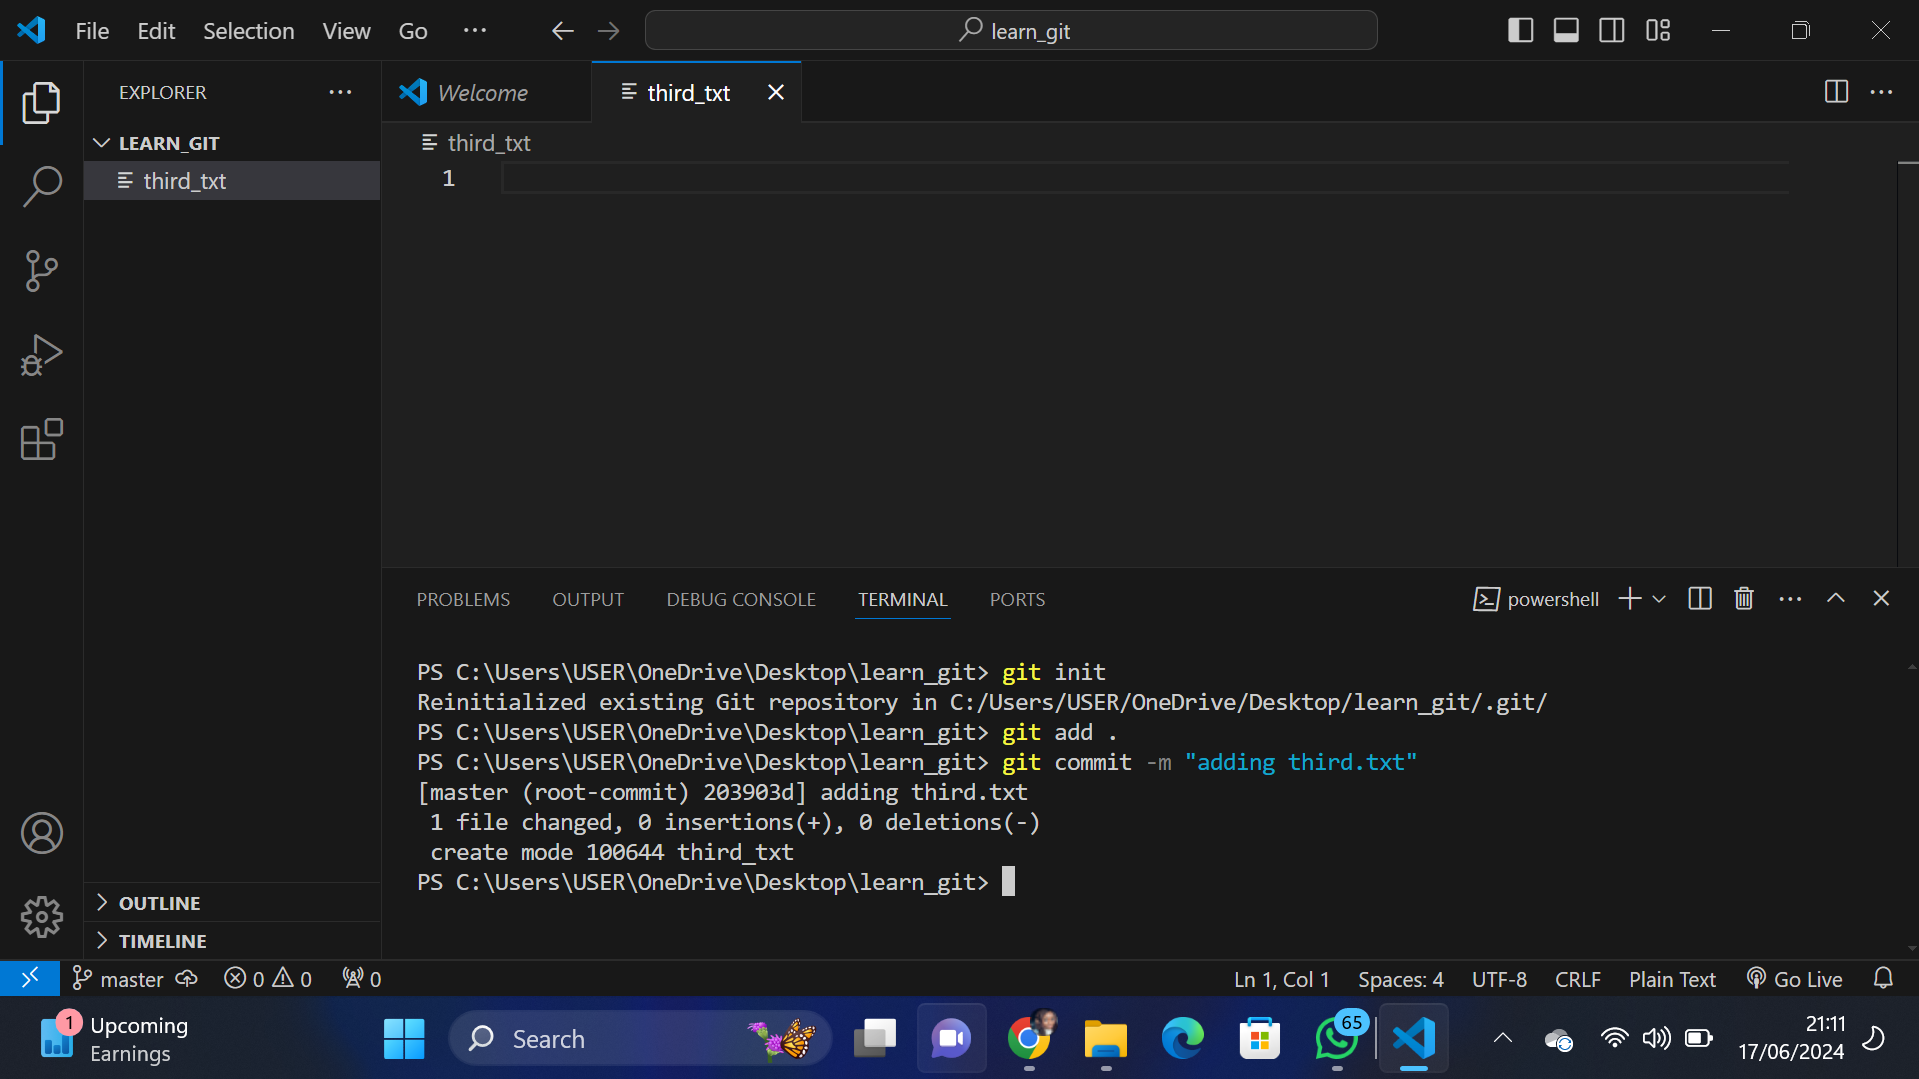 File Edit Selection View Go ··· learn_git
EXPLORER ···
Welcome
third_txt
LEARN_GIT
third_txt
third_txt
1
PROBLEMS OUTPUT DEBUG CONSOLE TERMINAL PORTS
powershell
PS C:\Users\USER\OneDrive\Desktop\learn_git> git init
Reinitialized existing Git repository in C:/Users/USER/OneDrive/Desktop/learn_git/.git/
PS C:\Users\USER\OneDrive\Desktop\learn_git> git add .
PS C:\Users\USER\OneDrive\Desktop\learn_git> git commit -m "adding third.txt"
[master (root-commit) 203903d] adding third.txt
1 file changed, 0 insertions(+), 0 deletions(-)
create mode 100644 third_txt
PS C:\Users\USER\OneDrive\Desktop\learn_git>
OUTLINE
TIMELINE
master 0 0 0 Ln 1, Col 1 Spaces: 4 UTF-8 CRLF Plain Text Go Live
1 Upcoming
Earnings
Search
65
21:11
17/06/2024